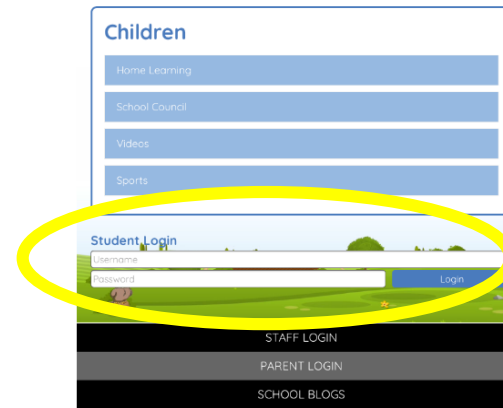 Children
Home Learning
School Council
Videos
Sports
Student Login
Username
Password
Login
STAFF LOGIN
PARENT LOGIN
SCHOOL BLOGS